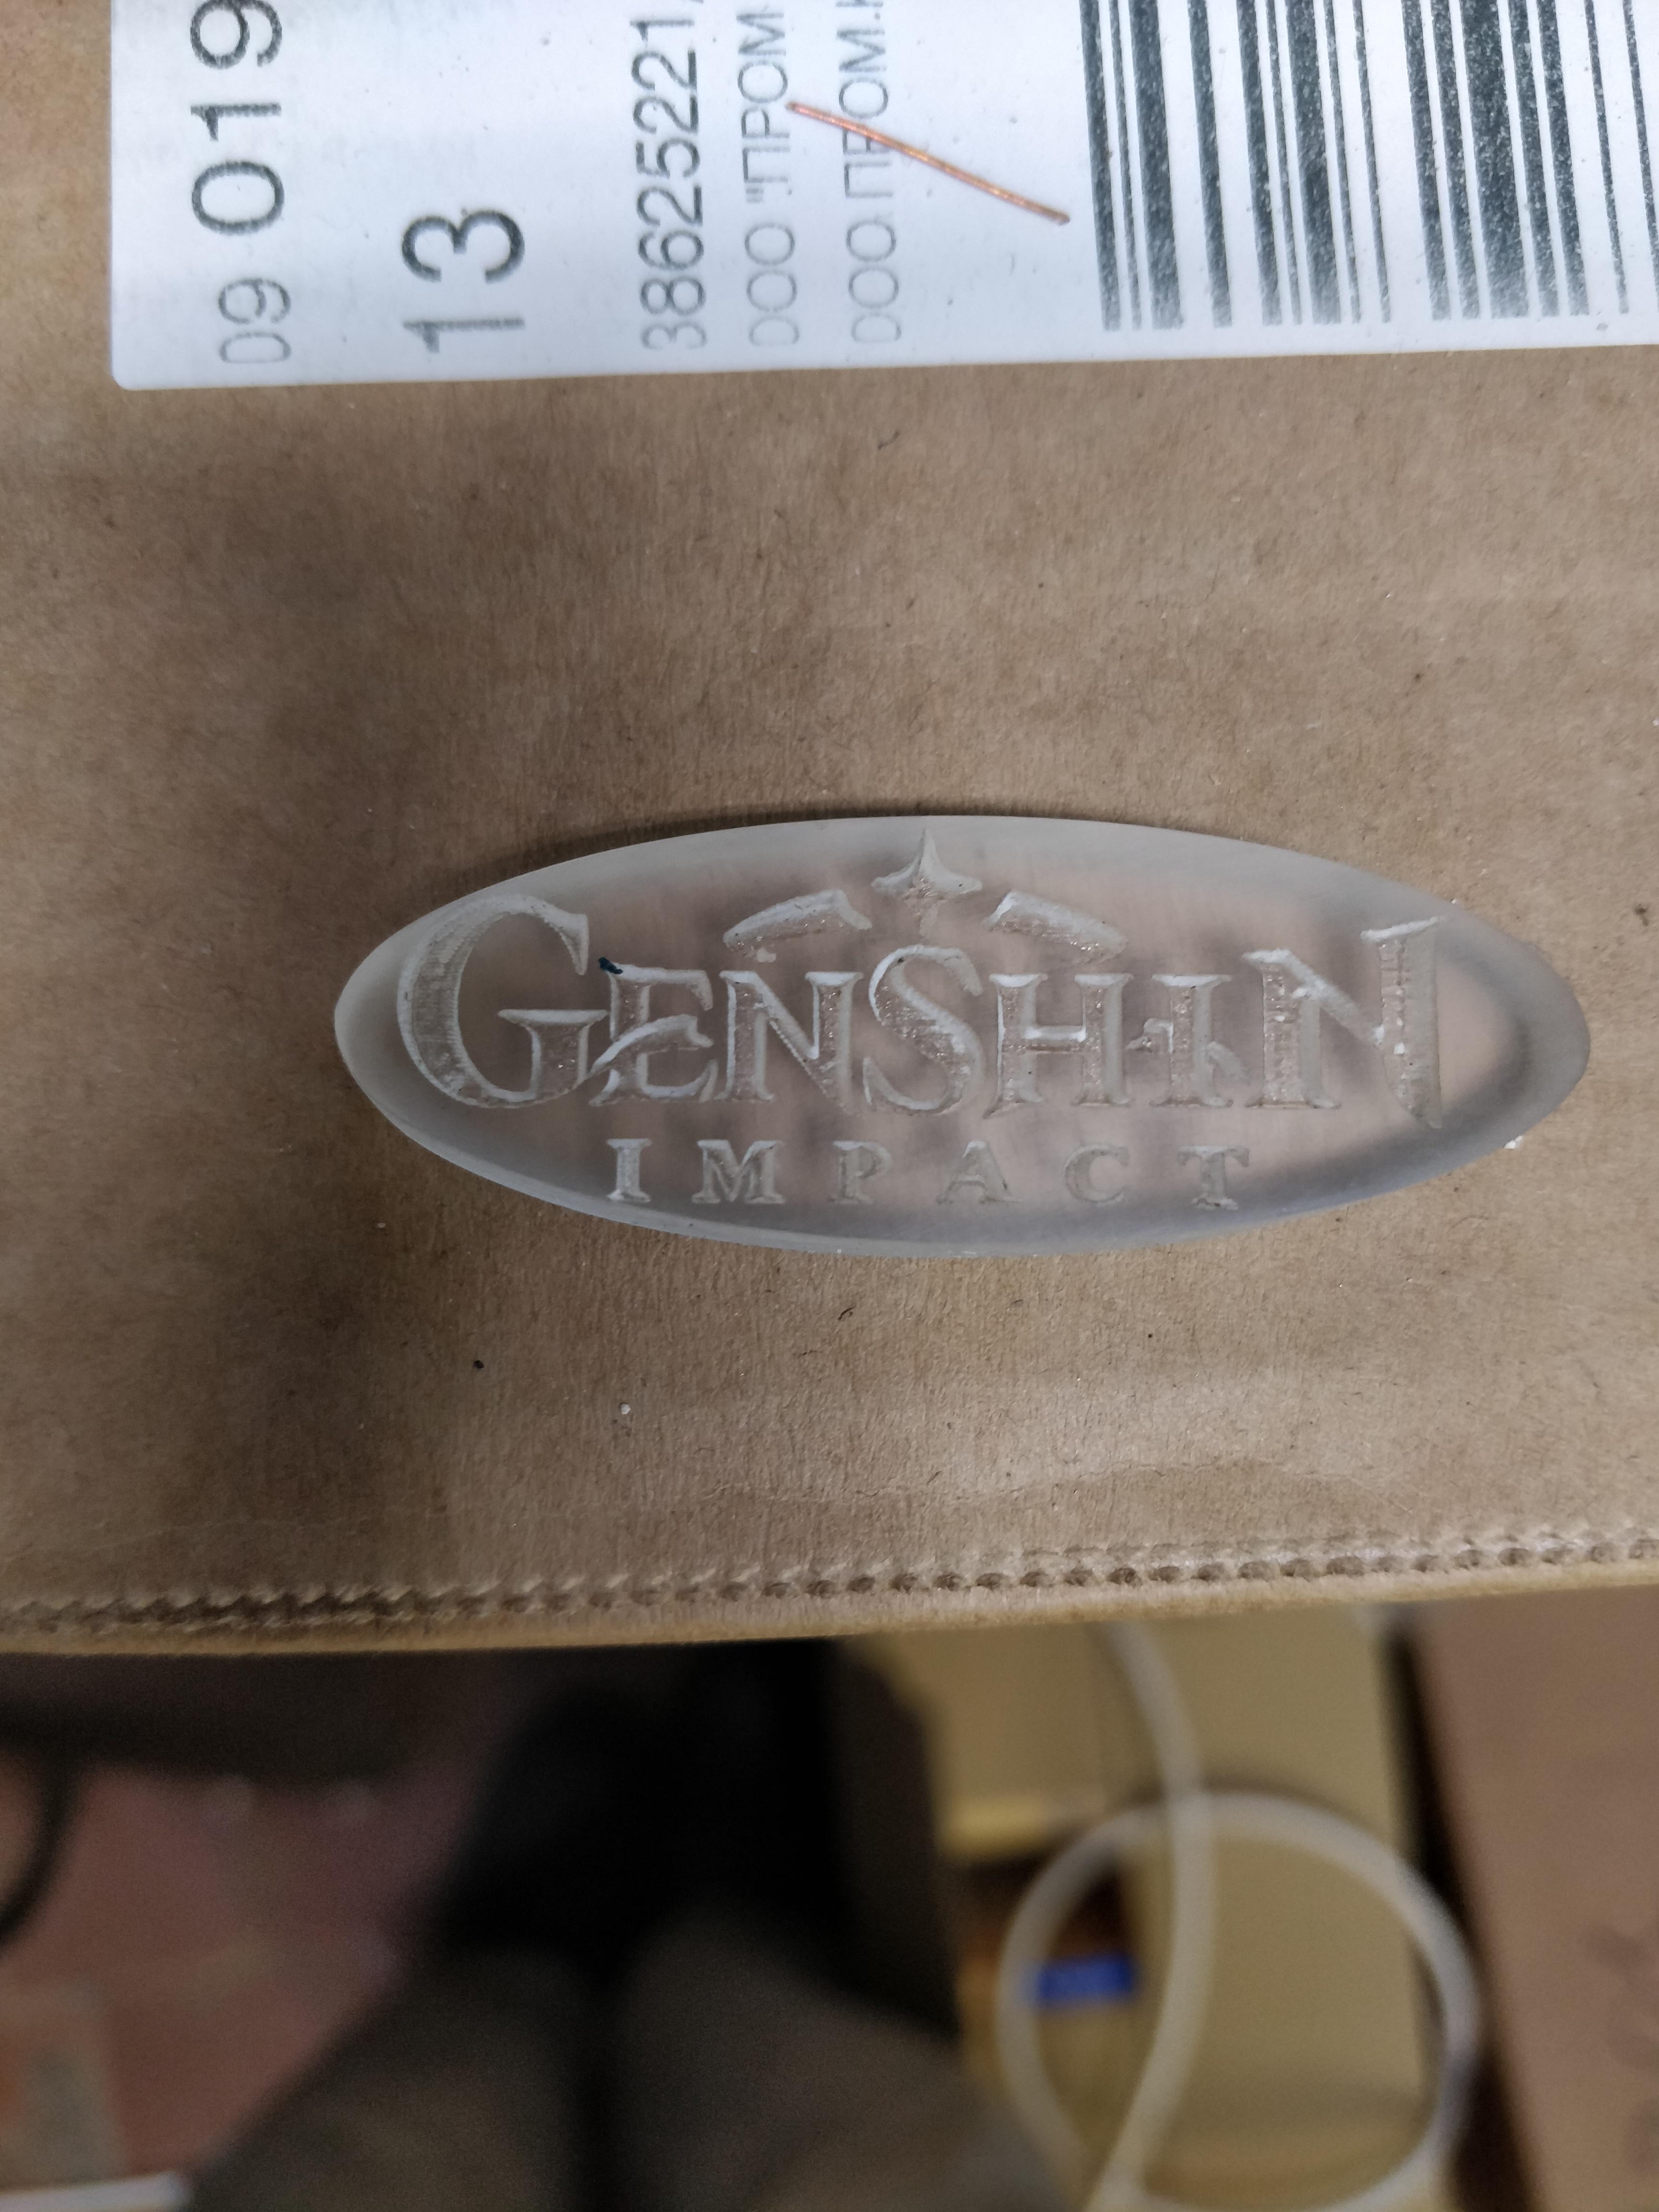 09 019
13
38625221
ООО "ПРОМ
ООО ПРОМ.
GENSHIN
IMPACT